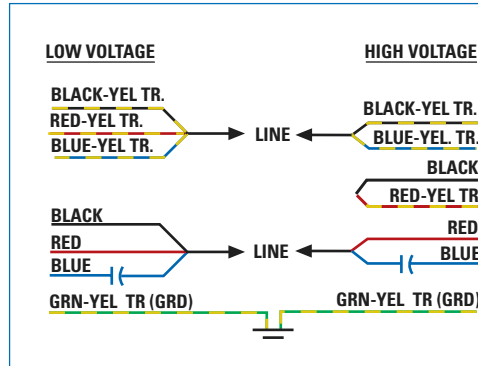 LOW VOLTAGE
BLACK-YEL TR.
RED-YEL TR.
BLUE-YEL TR.
LINE
BLACK
RED
BLUE
LINE
GRN-YEL TR (GRD)
HIGH VOLTAGE
BLACK-YEL TR.
BLUE-YEL. TR.
BLACK
RED-YEL TR
RED
BLUE
GRN-YEL TR (GRD)